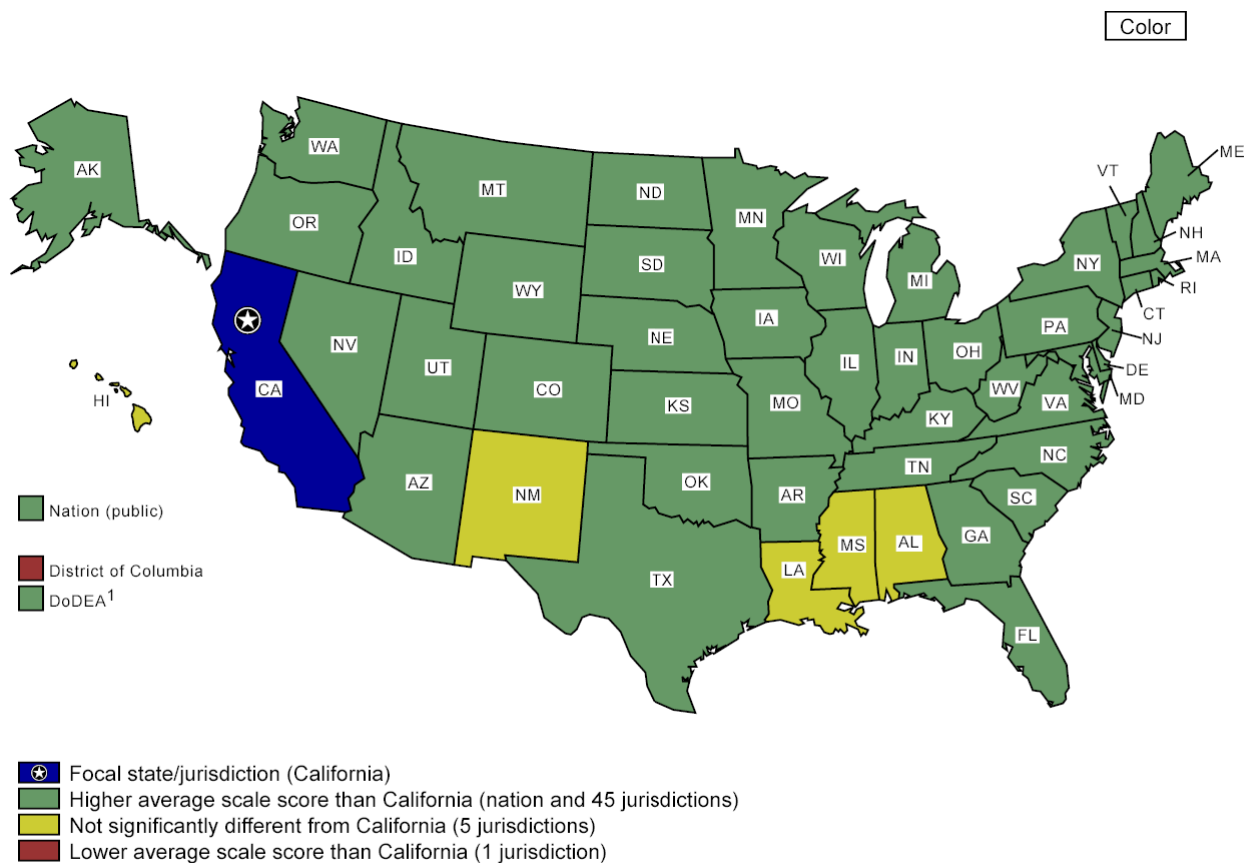 Color
AK
WA
MT
ND
MN
VT
ME
OR
ID
SD
WI
MI
NY
NH
MA
RI
CT
WY
NE
IA
PA
NJ
NV
UT
CO
KS
MO
IL
IN
OH
DE
MD
WV
VA
KY
HI
CA
AZ
NM
OK
AR
TN
NC
SC
MS
AL
GA
LA
TX
FL
Nation (public)
District of Columbia
DoDEA1
Focal state/jurisdiction (California)
Higher average scale score than California (nation and 45 jurisdictions)
Not significantly different from California (5 jurisdictions)
Lower average scale score than California (1 jurisdiction)